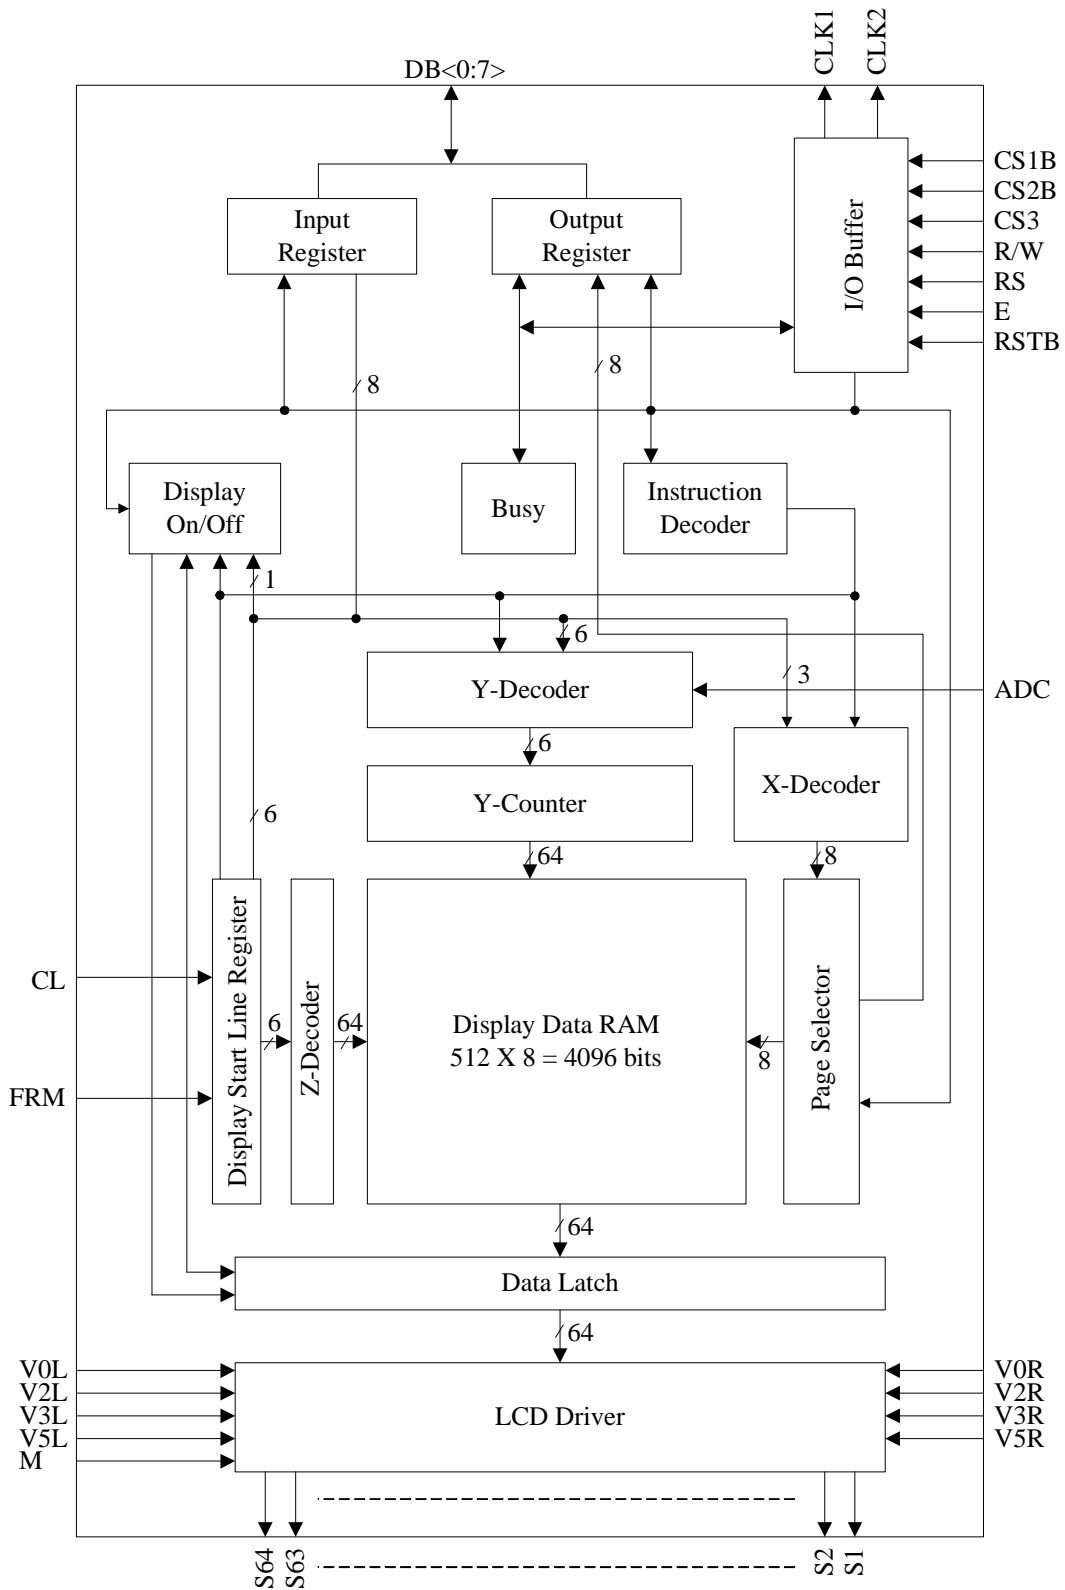 CLK1
CLK2
DB<0:7>
CS1B
CS2B
CS3
R/W
RS
E
RSTB
Input
Register
Output
Register
I/O Buffer
8
8
Display
On/Off
Busy
Instruction
Decoder
1
6
3
Y-Decoder
ADC
6
Y-Counter
X-Decoder
6
64
8
CL
FRM
Display Start Line Register
6
Z-Decoder
64
Display Data RAM
512 X 8 = 4096 bits
8
Page Selector
64
Data Latch
64
V0L
V2L
V3L
V5L
M
LCD Driver
V0R
V2R
V3R
V5R
S64
S63
S2
S1